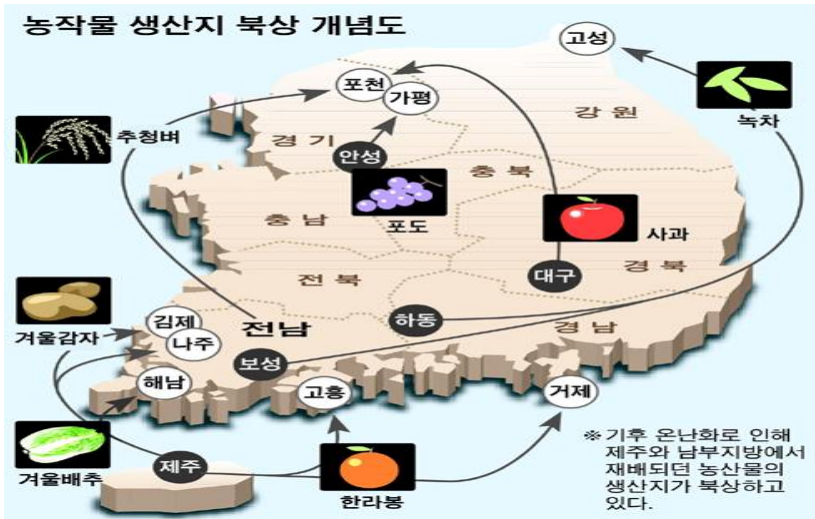 농작물 생산지 북상 개념도
고성
포천
가평
강원
녹차
추청벼
경기
안성
충북
포도
충남
사과
대구
경북
전북
김제
겨울감자
나주
전남
하동
경남
보성
해남
고흥
거제
제주
겨울배추
한라봉
※기후 온난화로 인해
제주와 남부지방에서
재배되던 농산물의
생산지가 북상하고
있다.